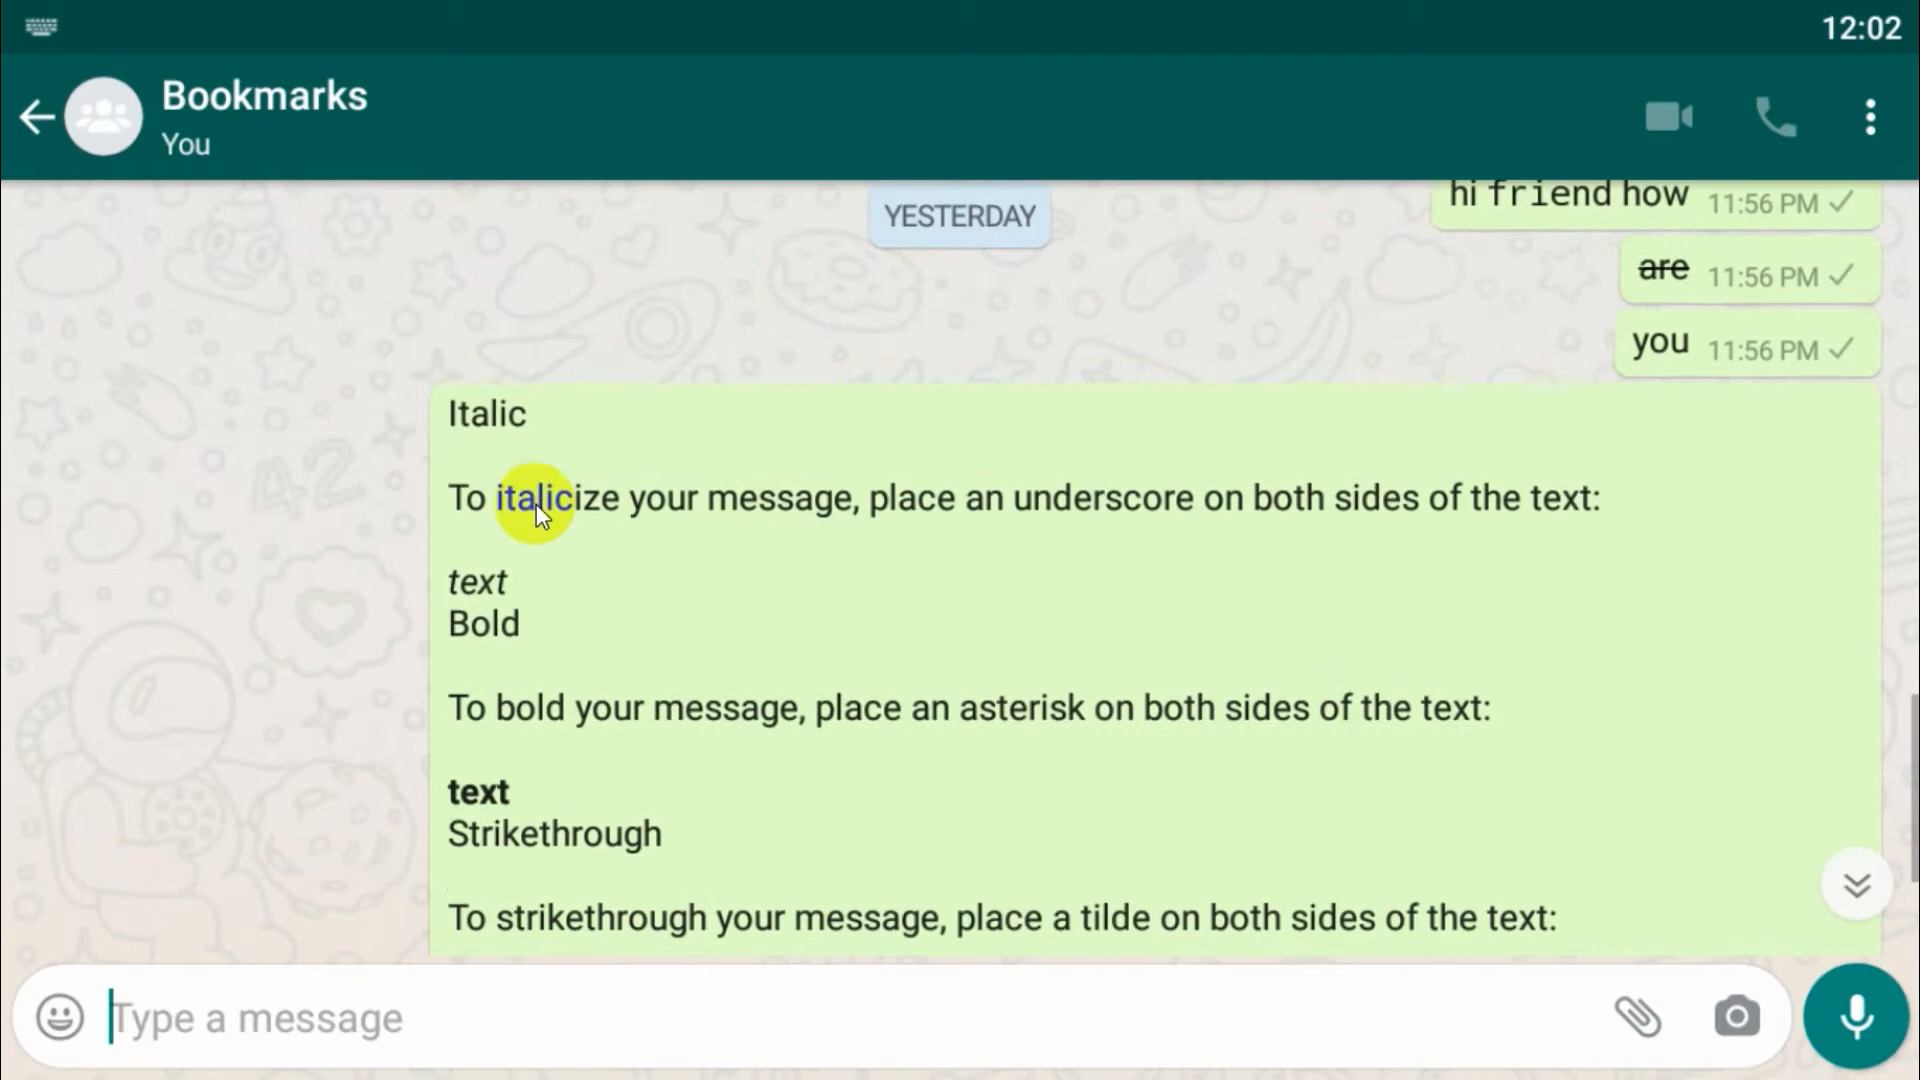 12:02
Bookmarks
You
YESTERDAY
hi friend how 11:56 PM
are 11:56 PM
you 11:56 PM
Italic
To italicize your message, place an underscore on both sides of the text:
text
Bold
To bold your message, place an asterisk on both sides of the text:
text
Strikethrough
To strikethrough your message, place a tilde on both sides of the text:
Type a message